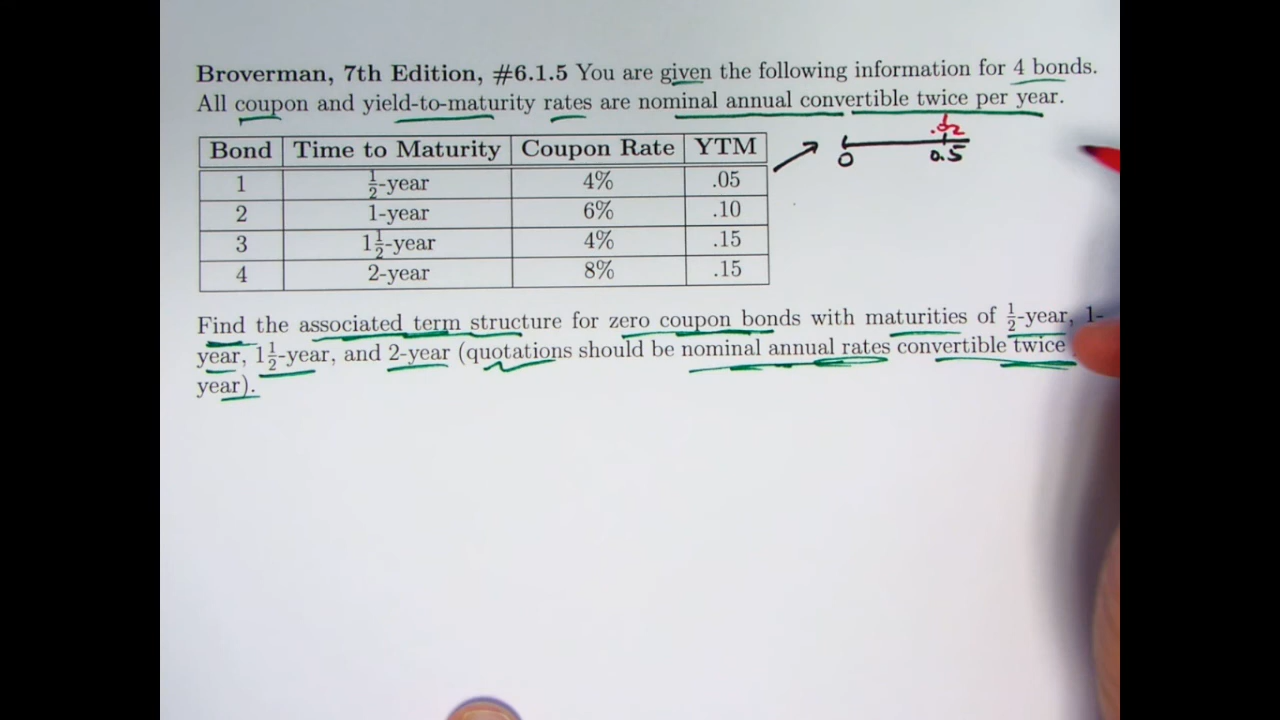 Broverman, 7th Edition, #6.1.5 You are given the following information for 4 bonds.
All coupon and yield-to-maturity rates are nominal annual convertible twice per year.
.02
0 0.5
Bond Time to Maturity Coupon Rate YTM
1 ½-year 4% .05
2 1-year 6% .10
3 1½-year 4% .15
4 2-year 8% .15
Find the associated term structure for zero coupon bonds with maturities of ½-year, 1-
year, 1½-year, and 2-year (quotations should be nominal annual rates convertible twice
year).